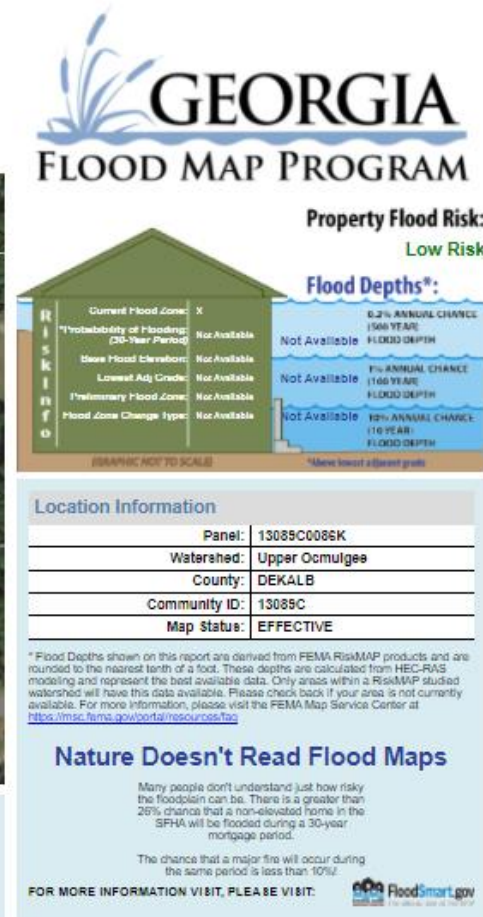 GEORGIA
FLOOD MAP PROGRAM
Property Flood Risk:
Low Risk
Flood Depths*:
Risk Info
Current Flood Zone: X
*Probability of Flooding: Not Available
(30-Year Period)
Base Flood Elevation: Not Available
Lowest Adj Grade: Not Available
Preliminary Flood Zone: Not Available
Flood Zone Change Type: Not Available
Not Available
0.2% ANNUAL CHANCE
(500 YEAR)
FLOOD DEPTH
Not Available
1% ANNUAL CHANCE
(100 YEAR)
FLOOD DEPTH
Not Available
10% ANNUAL CHANCE
(10 YEAR)
FLOOD DEPTH
(GRAPHIC NOT TO SCALE)
*Above lowest adjacent grade
Location Information
Panel: 13089C0086K
Watershed: Upper Ocmulgee
County: DEKALB
Community ID: 13089C
Map Status: EFFECTIVE
* Flood Depths shown on this report are derived from FEMA RiskMAP products and are
rounded to the nearest tenth of a foot. These depths are calculated from HEC-RAS
modeling and represent the best available data. Only areas within a RiskMAP studied
watershed will have this data available. Please check back if your area is not currently
available. For more information, please visit the FEMA Map Service Center at
https://msc.fema.gov/portal/resources/faq
Nature Doesn't Read Flood Maps
Many people don't understand just how risky
the floodplain can be. There is a greater than
26% chance that a non-elevated home in the
SFHA will be flooded during a 30-year
mortgage period.
The chance that a major fire will occur during
the same period is less than 10%!
FOR MORE INFORMATION VISIT, PLEASE VISIT:
FloodSmart.gov